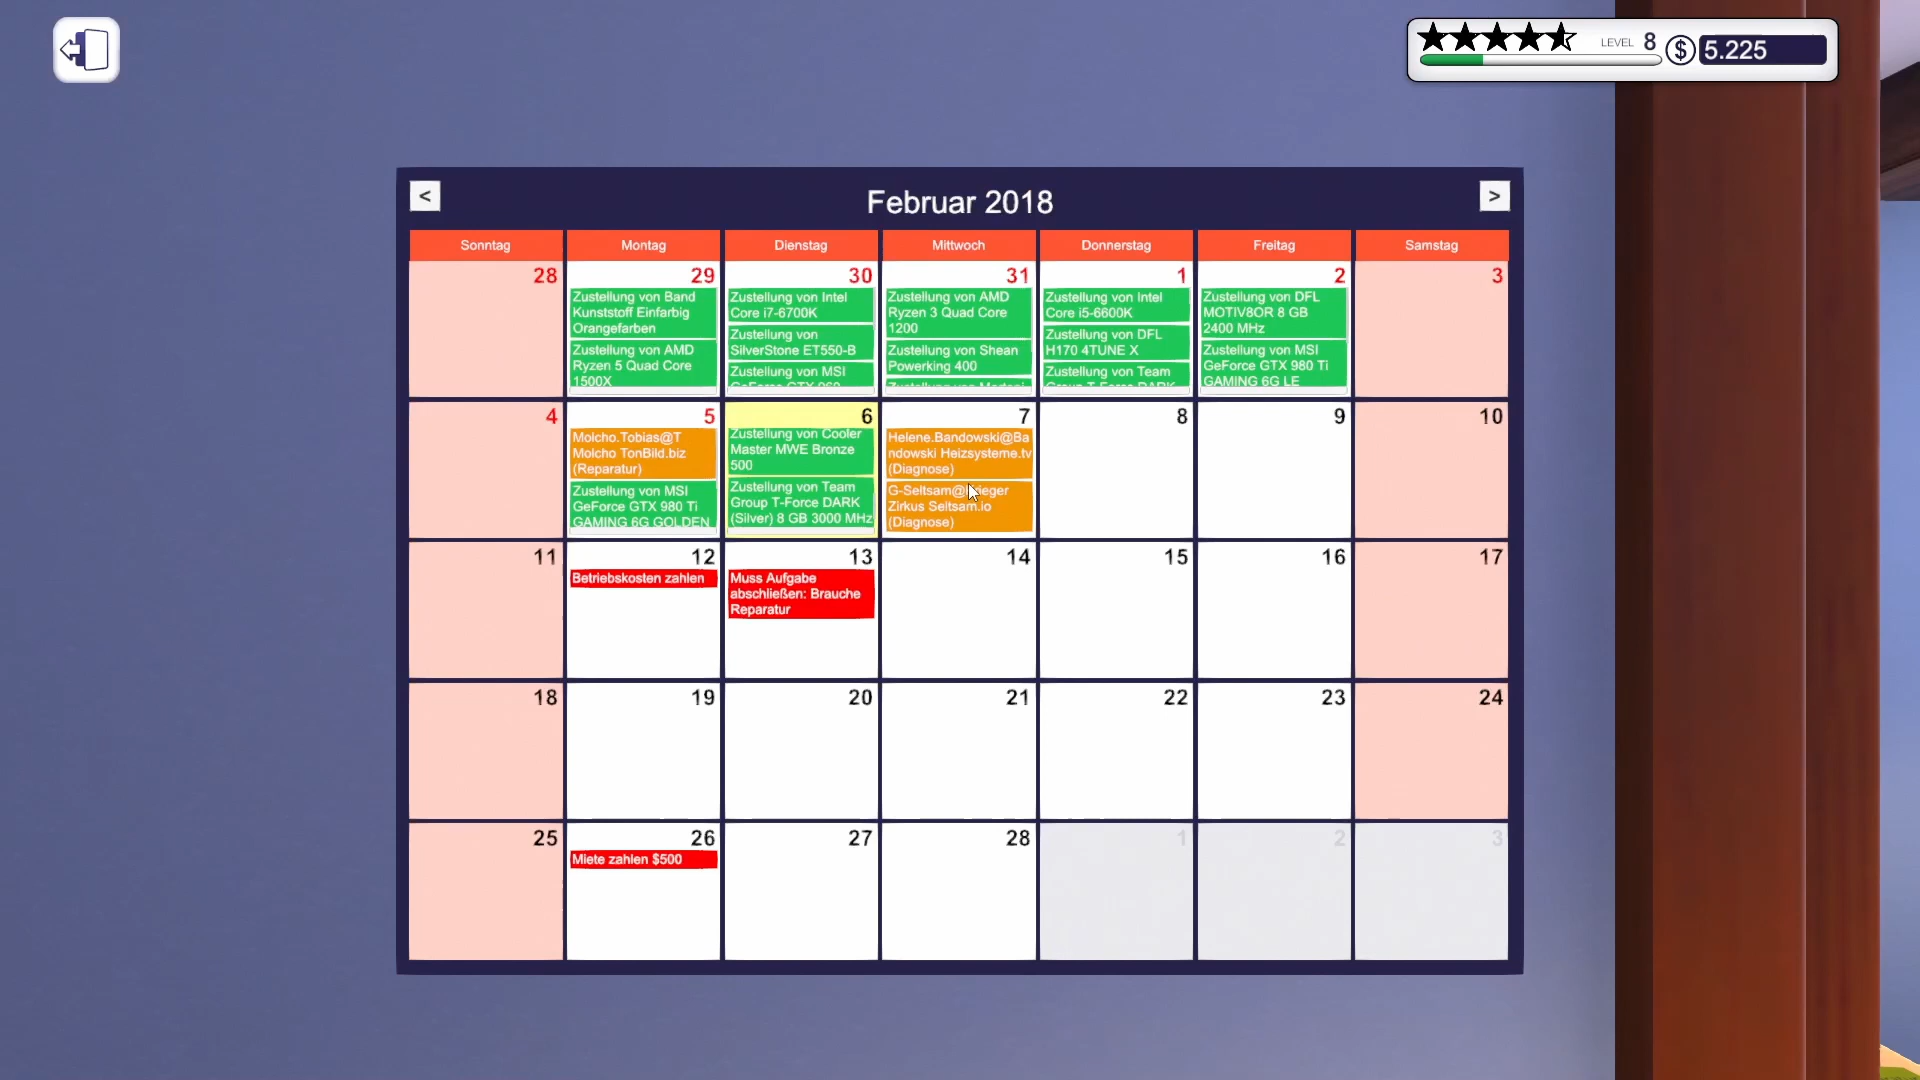 LEVEL 8
$ 5.225
< Februar 2018 >
Sonntag Montag Dienstag Mittwoch Donnerstag Freitag Samstag
28
29
Zustellung von Band
Kunststoff Einfarbig
Orangefarben
Zustellung von AMD
Ryzen 5 Quad Core
1500X
30
Zustellung von Intel
Core i7-6700K
Zustellung von
SilverStone ET550-B
Zustellung von MSI
GeForce GTX 960
31
Zustellung von AMD
Ryzen 3 Quad Core
1200
Zustellung von Shean
Powerking 400
Zustellung von
1
Zustellung von Intel
Core i5-6600K
Zustellung von DFL
H170 4TUNE X
Zustellung von Team
Group T-Force DARK
2
Zustellung von DFL
MOTIV8OR 8 GB
2400 MHz
Zustellung von MSI
GeForce GTX 980 Ti
GAMING 6G LE
3
4
5
Molcho.Tobias@T
Molcho TonBild.biz
(Reparatur)
Zustellung von MSI
GeForce GTX 980 Ti
GAMING 6G GOLDEN
6
Zustellung von Cooler
Master MWE Bronze
500
Zustellung von Team
Group T-Force DARK
(Silver) 8 GB 3000 MHz
7
Helene.Bandowski@Ba
ndowski Heizsysteme.tv
(Diagnose)
Zirkus Seltsam.io
(Diagnose)
8
9
10
11
12
Betriebskosten zahlen
13
Muss Aufgabe
abschließen: Brauche
Reparatur
14
15
16
17
18
19
20
21
22
23
24
25
26
Miete zahlen $500
27
28
1
2
3